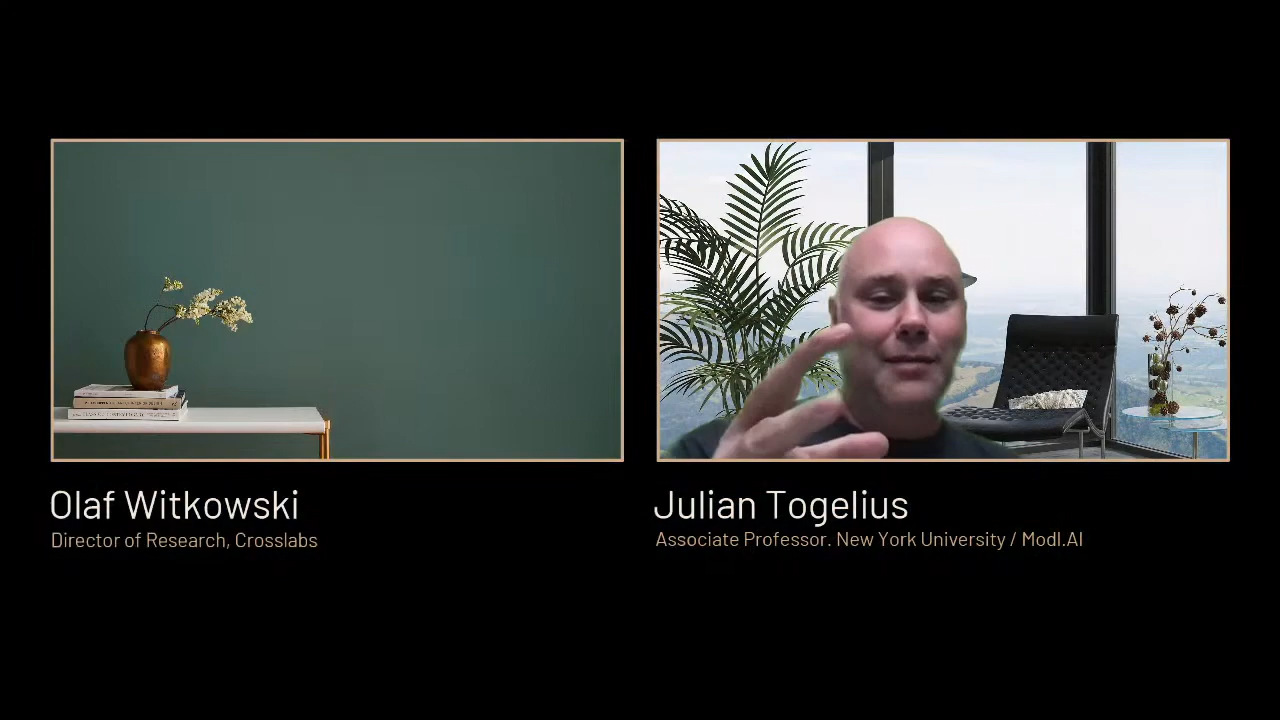 Olaf Witkowski
Director of Research, Crosslabs
Julian Togelius
Associate Professor. New York University / Modl.AI